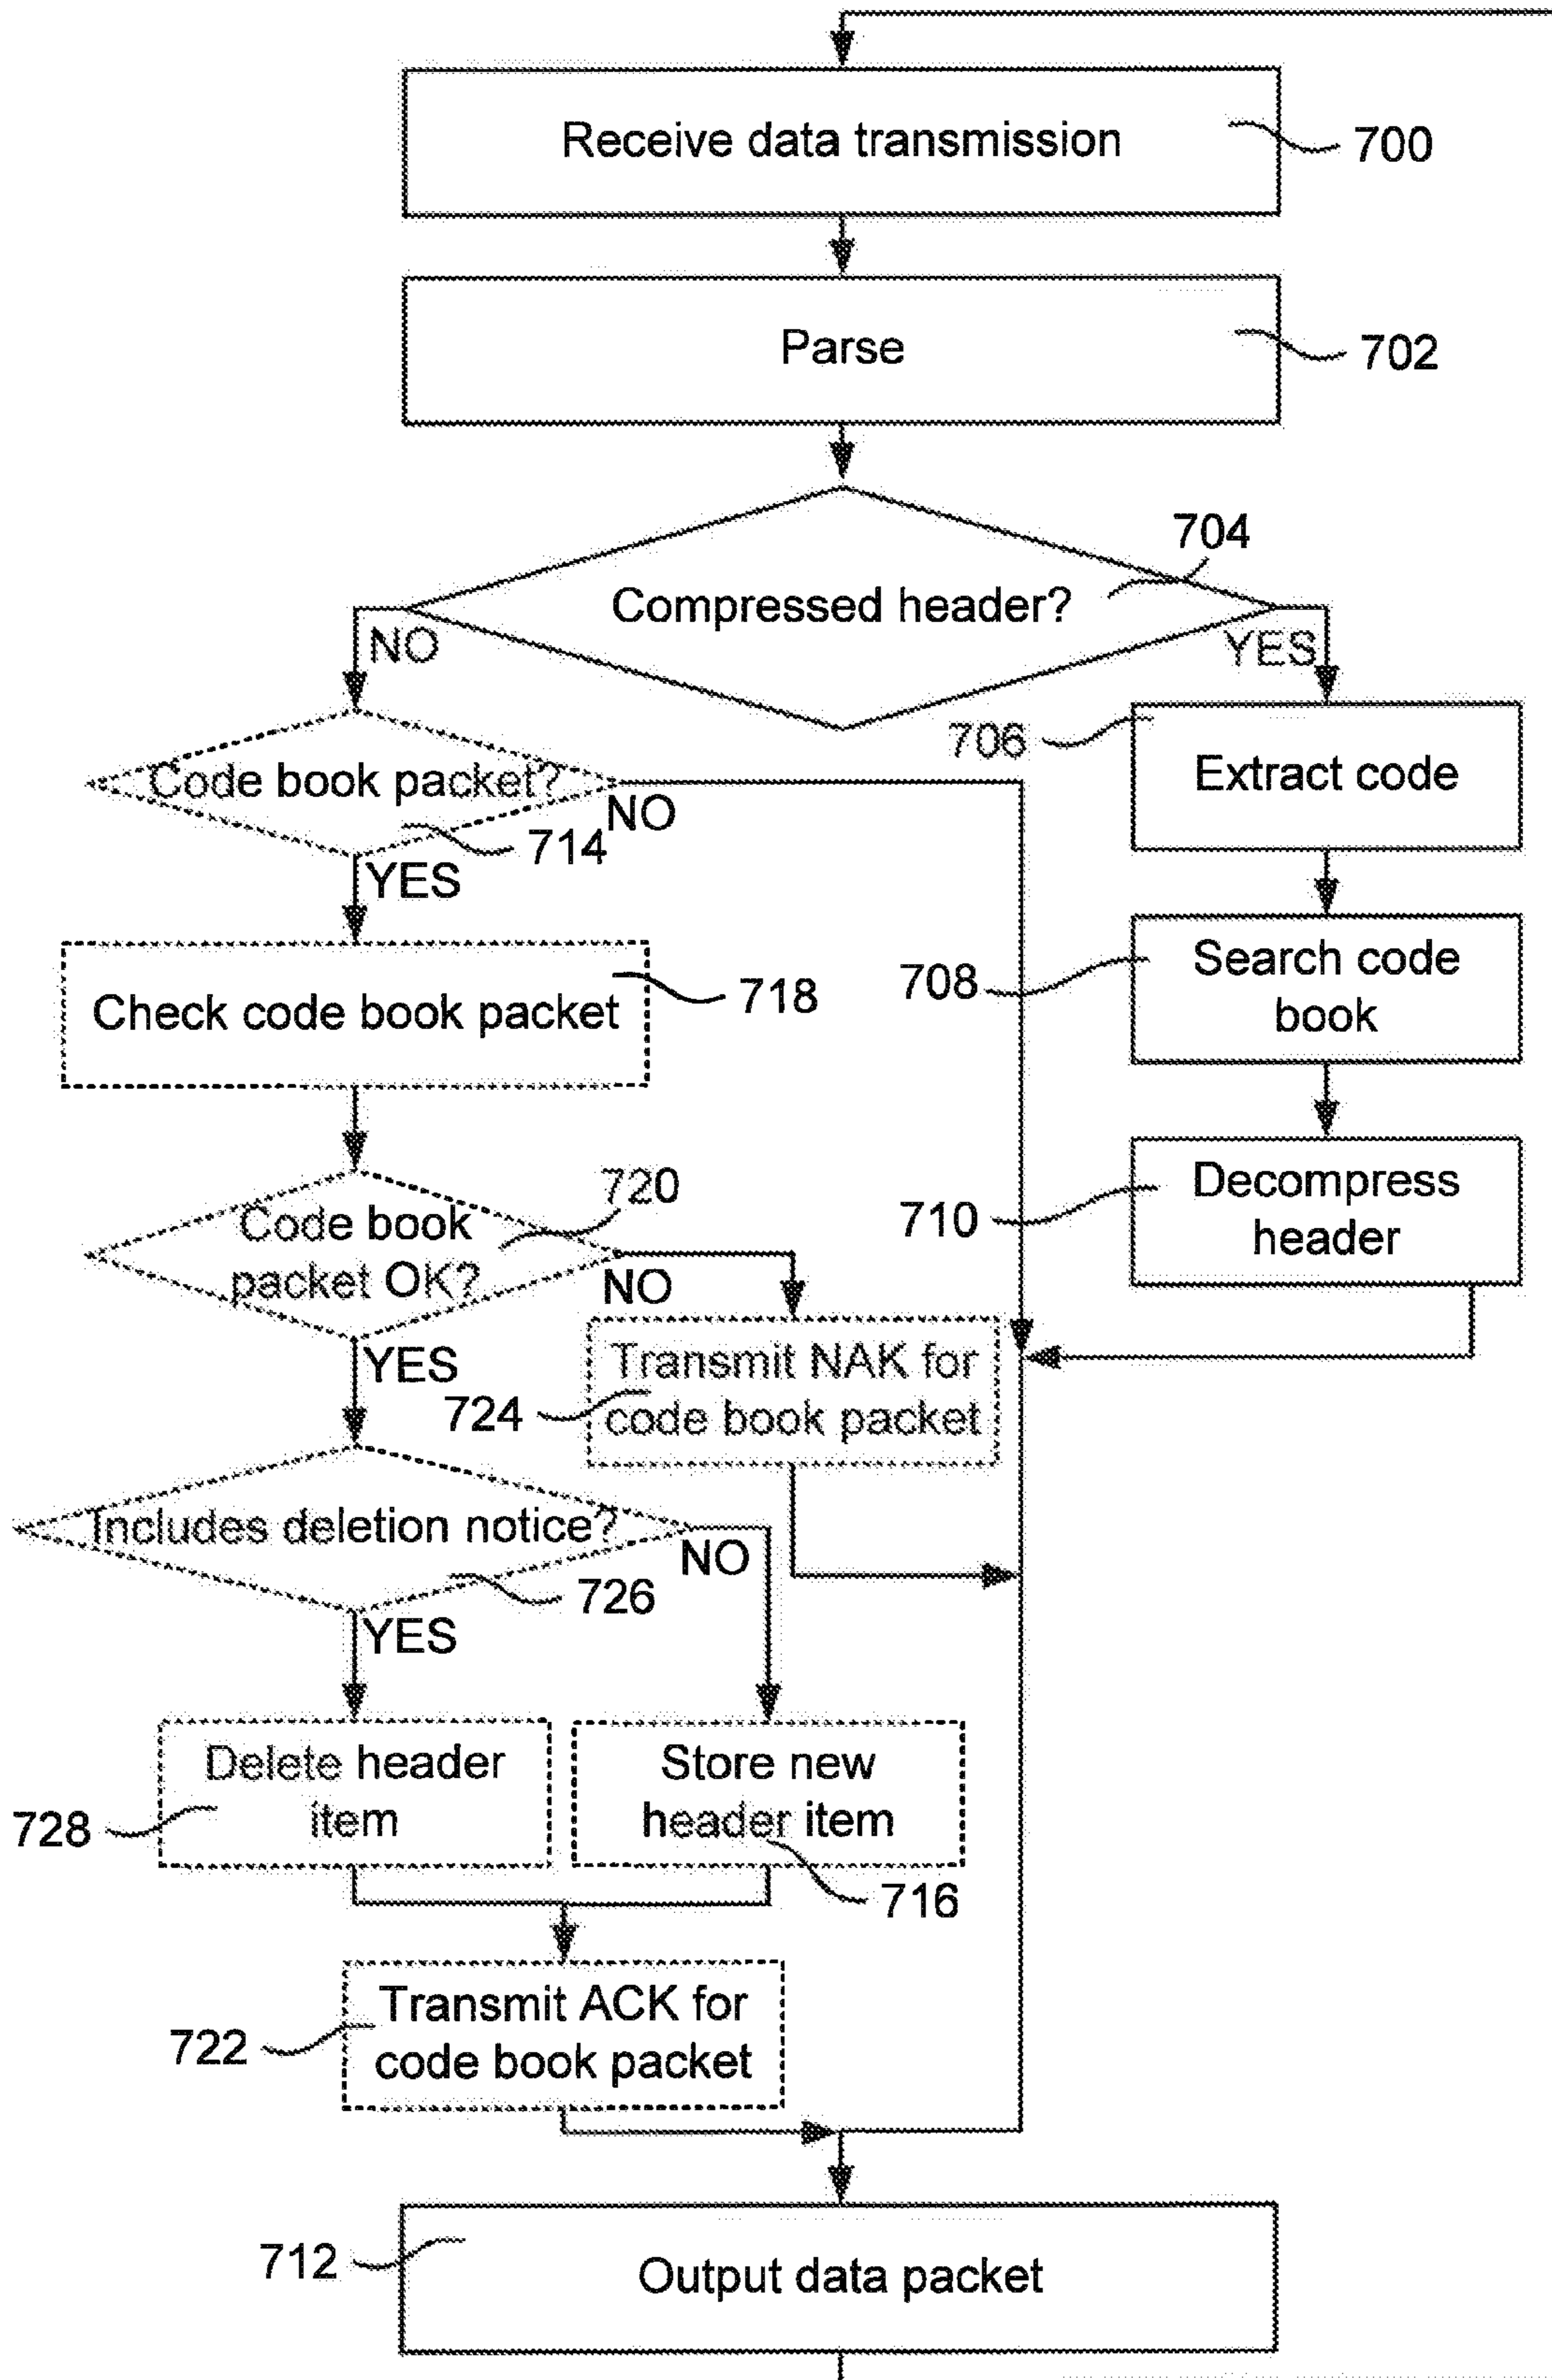 Receive data transmission
700
Parse
702
704
Compressed header?
NO
YES
706
Extract code
Code book packet?
NO
714
YES
Search code
book
708
Check code book packet
718
Decompress
header
710
720
Code book
packet OK?
NO
YES
Transmit NAK for
code book packet
724
Includes deletion notice?
NO
726
YES
Delete header
item
728
Store new
header item
716
Transmit ACK for
code book packet
722
712
Output data packet